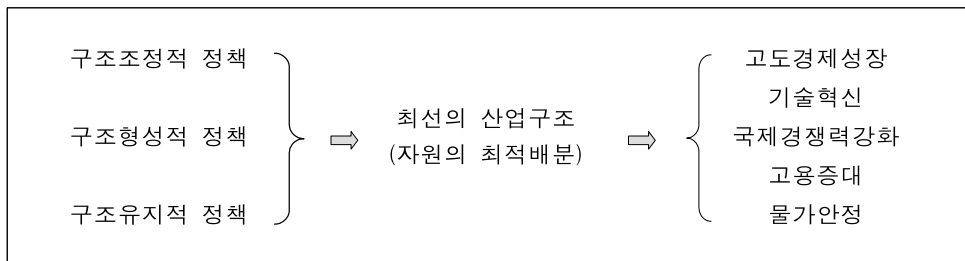 구조조정적 정책
구조형성적 정책
구조유지적 정책
최선의 산업구조
(자원의 최적배분)
고도경제성장
기술혁신
국제경쟁력강화
고용증대
물가안정